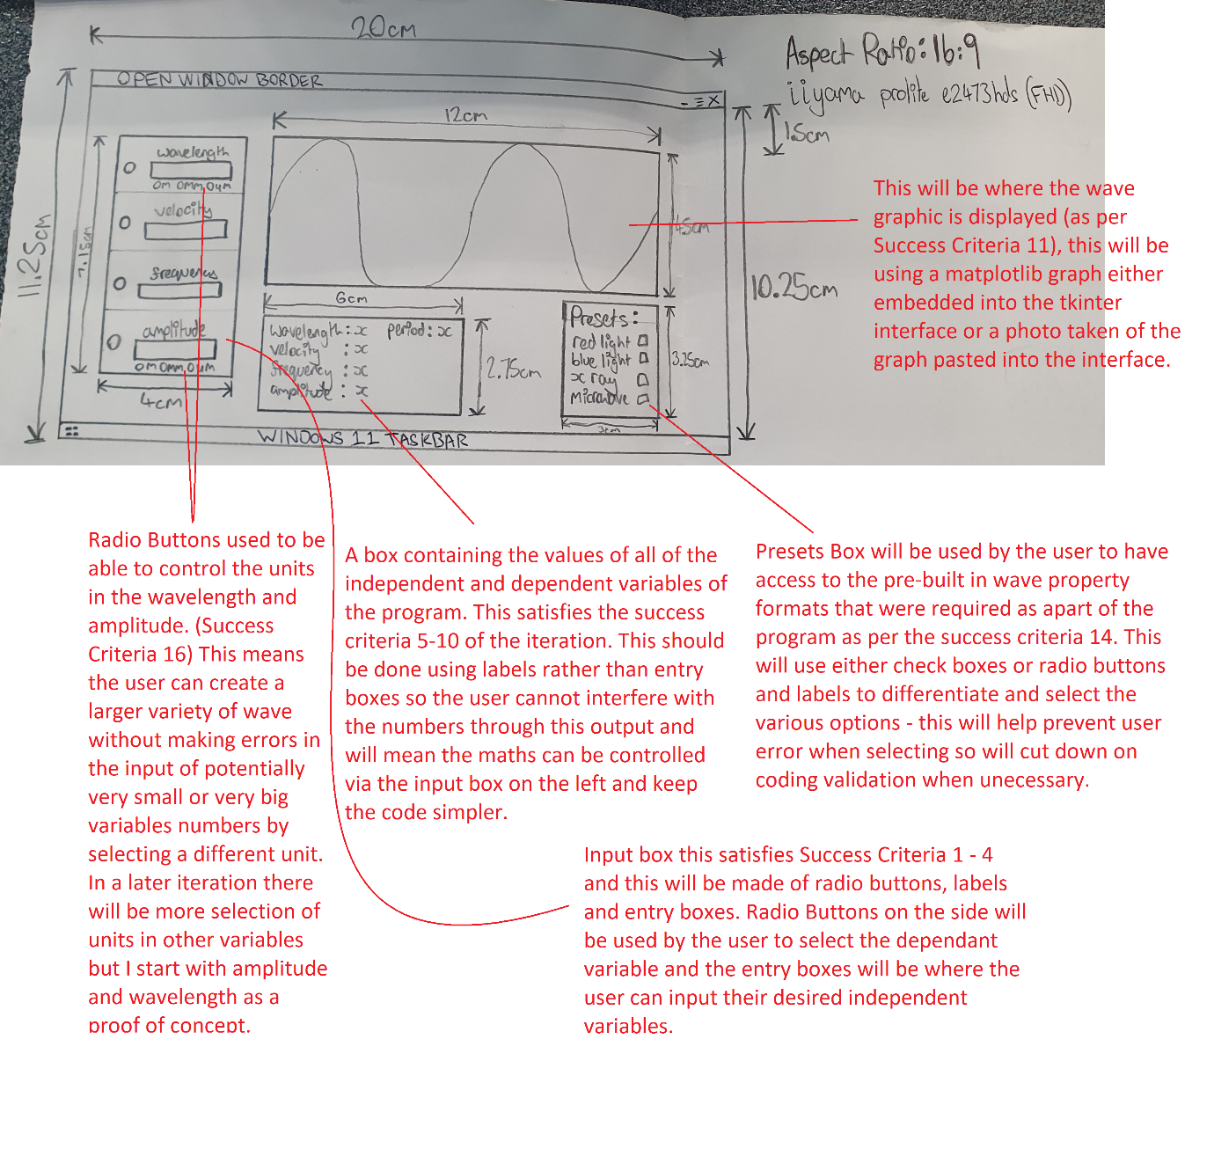 20cm
Aspect Ratio: 16:9
iiyama prolite e2473hds (FHD)
OPEN WINDOW BORDER
- = X
12cm
1.5cm
wavelength
0m 0mm 0µm
velocity
frequency
amplitude
0m 0mm 0µm
11.25cm
7.15cm
4cm
4.5cm
10.25cm
6cm
wavelength : x period : x
velocity : x
frequency : x
amplitude : x
2.75cm
Presets:
red light
blue light
x ray
microwave
3.25cm
3cm
WINDOWS 11 TASKBAR
This will be where the wave
graphic is displayed (as per
Success Criteria 11), this will be
using a matplotlib graph either
embedded into the tkinter
interface or a photo taken of the
graph pasted into the interface.
Radio Buttons used to be
able to control the units
in the wavelength and
amplitude. (Success
Criteria 16) This means
the user can create a
larger variety of wave
without making errors in
the input of potentially
very small or very big
variables numbers by
selecting a different unit.
In a later iteration there
will be more selection of
units in other variables
but I start with amplitude
and wavelength as a
proof of concept.
A box containing the values of all of the
independent and dependent variables of
the program. This satisfies the success
criteria 5-10 of the iteration. This should
be done using labels rather than entry
boxes so the user cannot interfere with
the numbers through this output and
will mean the maths can be controlled
via the input box on the left and keep
the code simpler.
Presets Box will be used by the user to have
access to the pre-built in wave property
formats that were required as apart of the
program as per the success criteria 14. This
will use either check boxes or radio buttons
and labels to differentiate and select the
various options - this will help prevent user
error when selecting so will cut down on
coding validation when unecessary.
Input box this satisfies Success Criteria 1 - 4
and this will be made of radio buttons, labels
and entry boxes. Radio Buttons on the side will
be used by the user to select the dependant
variable and the entry boxes will be where the
user can input their desired independent
variables.